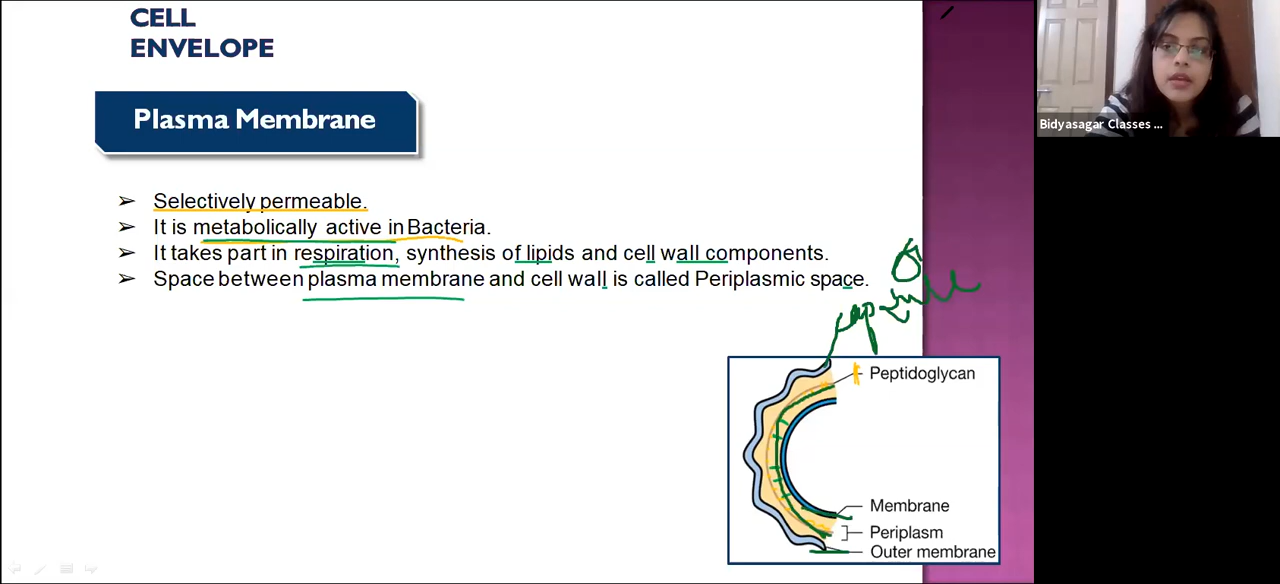 CELL
ENVELOPE
Plasma Membrane
➢ Selectively permeable.
➢ It is metabolically active in Bacteria.
➢ It takes part in respiration, synthesis of lipids and cell wall components.
➢ Space between plasma membrane and cell wall is called Periplasmic space.
capsule
Peptidoglycan
Membrane
Periplasm
Outer membrane
Bidyasagar Classes ...